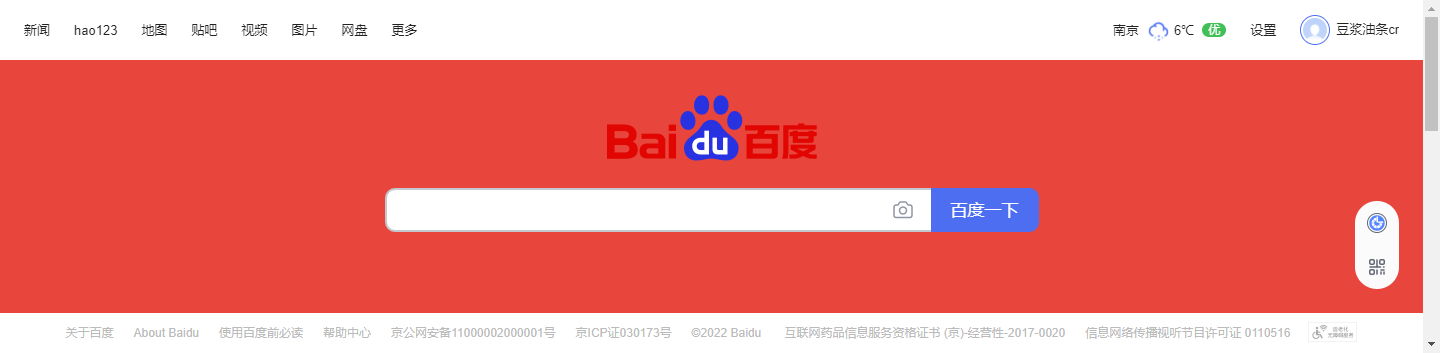 新闻 hao123 地图 贴吧 视频 图片 网盘 更多 南京 6℃ 优 设置 豆浆油条cr
Bai du 百度
百度一下
关于百度 About Baidu 使用百度前必读 帮助中心 京公网安备11000002000001号 京ICP证030173号 ©2022 Baidu 互联网药品信息服务资格证书 (京)-经营性-2017-0020 信息网络传播视听节目许可证 0110516